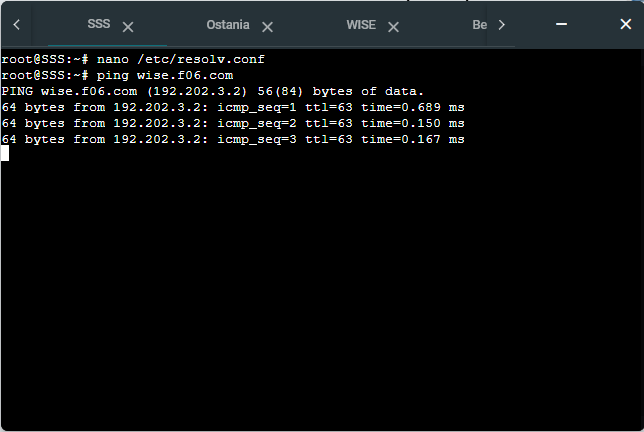 SSS Ostania WISE Be
root@SSS:~# nano /etc/resolv.conf
root@SSS:~# ping wise.f06.com
PING wise.f06.com (192.202.3.2) 56(84) bytes of data.
64 bytes from 192.202.3.2: icmp_seq=1 ttl=63 time=0.689 ms
64 bytes from 192.202.3.2: icmp_seq=2 ttl=63 time=0.150 ms
64 bytes from 192.202.3.2: icmp_seq=3 ttl=63 time=0.167 ms